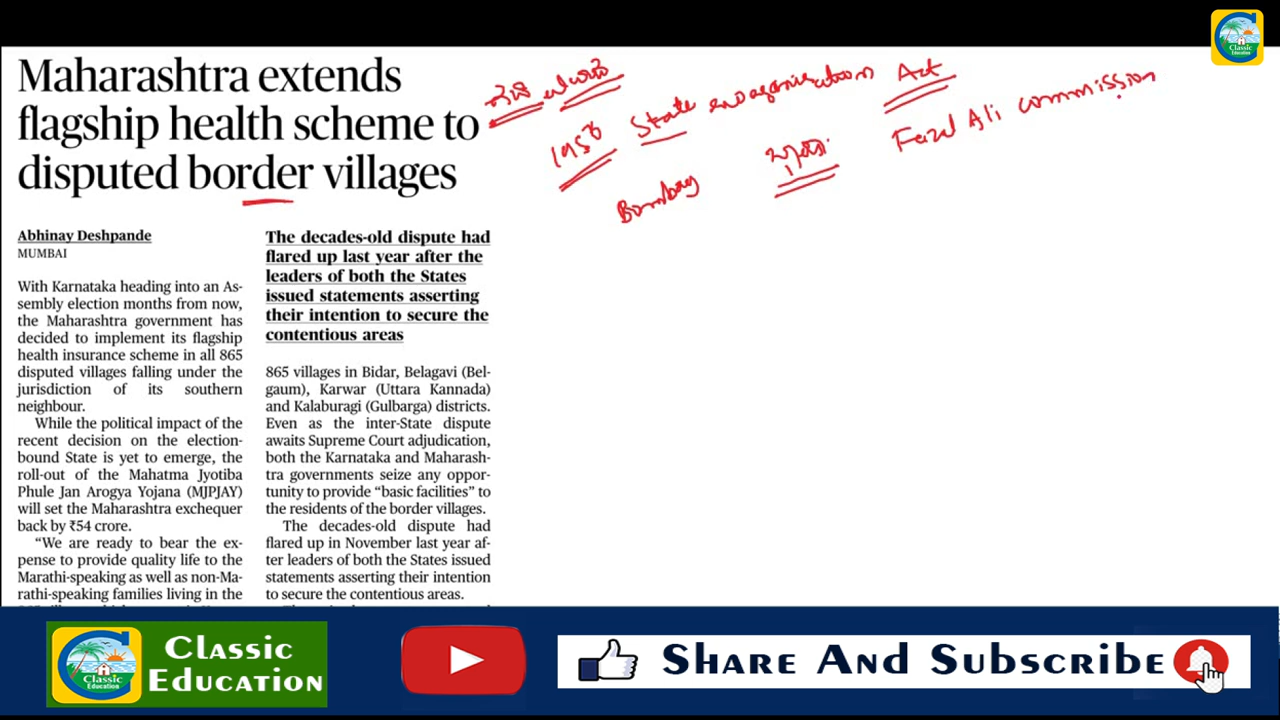 Classic
Education
Maharashtra extends
flagship health scheme to
disputed border villages
1956 State Act
Fazal Ali commission
Bombay
Abhinay Deshpande
MUMBAI
With Karnataka heading into an As-
sembly election months from now,
the Maharashtra government has
decided to implement its flagship
health insurance scheme in all 865
disputed villages falling under the
jurisdiction of its southern
neighbour.
While the political impact of the
recent decision on the election-
bound State is yet to emerge, the
roll-out of the Mahatma Jyotiba
Phule Jan Arogya Yojana (MJPJAY)
will set the Maharashtra exchequer
back by ₹54 crore.
“We are ready to bear the ex-
pense to provide quality life to the
Marathi-speaking as well as non-Ma-
rathi-speaking families living in the
The decades-old dispute had
flared up last year after the
leaders of both the States
issued statements asserting
their intention to secure the
contentious areas
865 villages in Bidar, Belagavi (Bel-
gaum), Karwar (Uttara Kannada)
and Kalaburagi (Gulbarga) districts.
Even as the inter-State dispute
awaits Supreme Court adjudication,
both the Karnataka and Maharash-
tra governments seize any oppor-
tunity to provide “basic facilities” to
the residents of the border villages.
The decades-old dispute had
flared up in November last year af-
ter leaders of both the States issued
statements asserting their intention
to secure the contentious areas.
Classic
Education
Classic
Education
Share And Subscribe